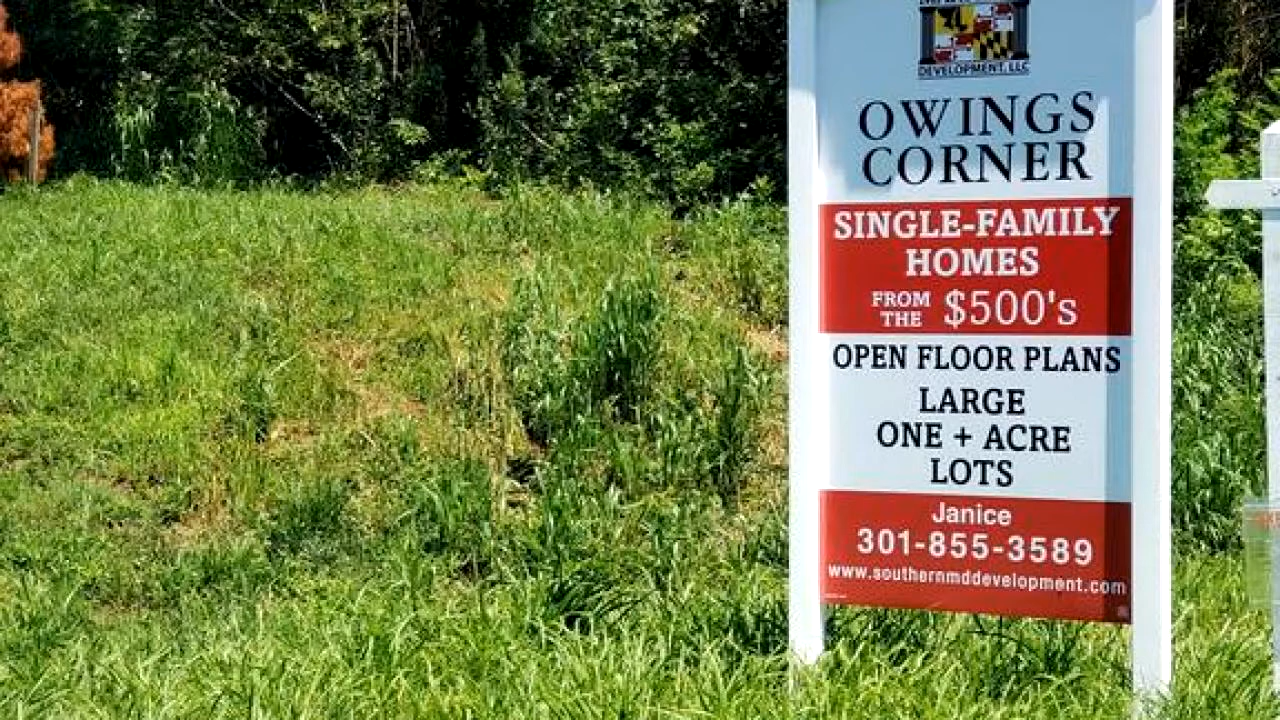 DEVELOPMENT, LLC
OWINGS
CORNER
SINGLE-FAMILY
HOMES
FROM
THE $500's
OPEN FLOOR PLANS
LARGE
ONE + ACRE
LOTS
Janice
301-855-3589
www.southernmddevelopment.com